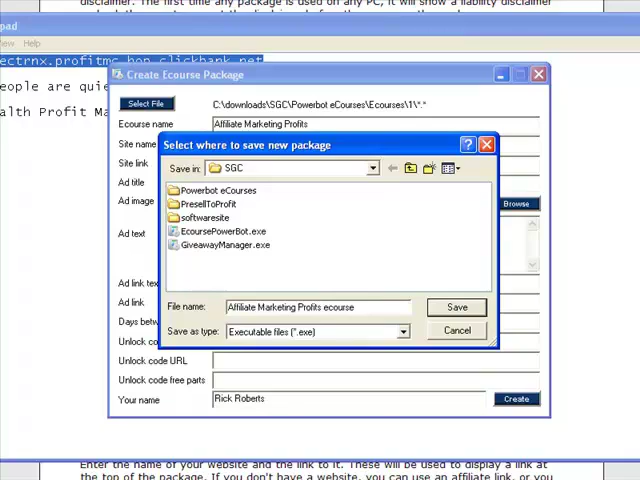 disclaimer. The first time any package is used on any PC, it will show a liability disclaimer
pad
iew Help
ectrnx.profitmc.hop.clickbank.net
eople are quie
alth Profit Ma
Create Ecourse Package
Select File
C:\downloads\SGC\Powerbot eCourses\Ecourses\1\*.*
Ecourse name
Affiliate Marketing Profits
Site name
Site link
Ad title
Ad image
Browse
Ad text
Ad link tex
Ad link
Days betw
Unlock co
Unlock code URL
Unlock code free parts
Your name
Rick Roberts
Create
Select where to save new package
Save in:
SGC
Powerbot eCourses
PresellToProfit
softwaresite
EcoursePowerBot.exe
GiveawayManager.exe
File name:
Affiliate Marketing Profits ecourse
Save
Save as type:
Executable files (*.exe)
Cancel
Enter the name of your website and the link to it. These will be used to display a link at
the top of the package. If you don't have a website, you can use an affiliate link, or you